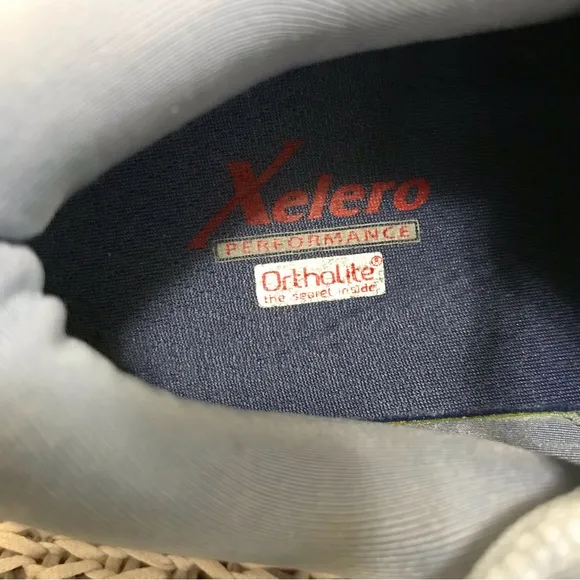 Xelero
PERFORMANCE
OrthoLite®
the secret inside